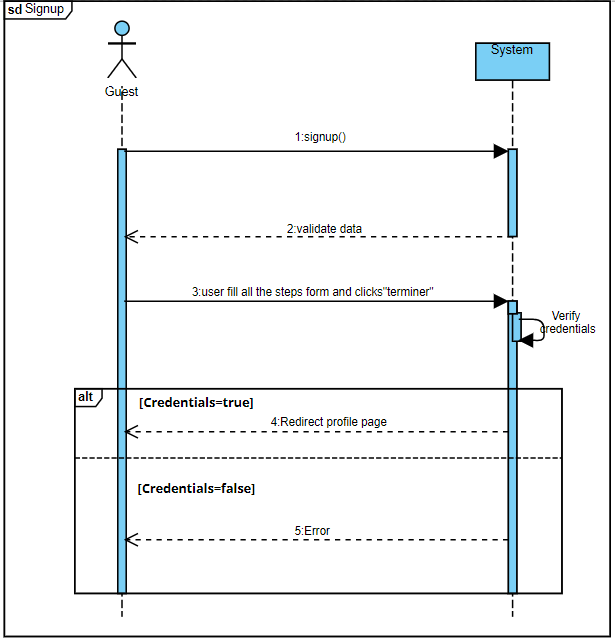 sd Signup
System
Guest
1:signup()
2:validate data
3:user fill all the steps form and clicks"terminer"
Verify
credentials
alt
[Credentials=true]
4:Redirect profile page
[Credentials=false]
5:Error